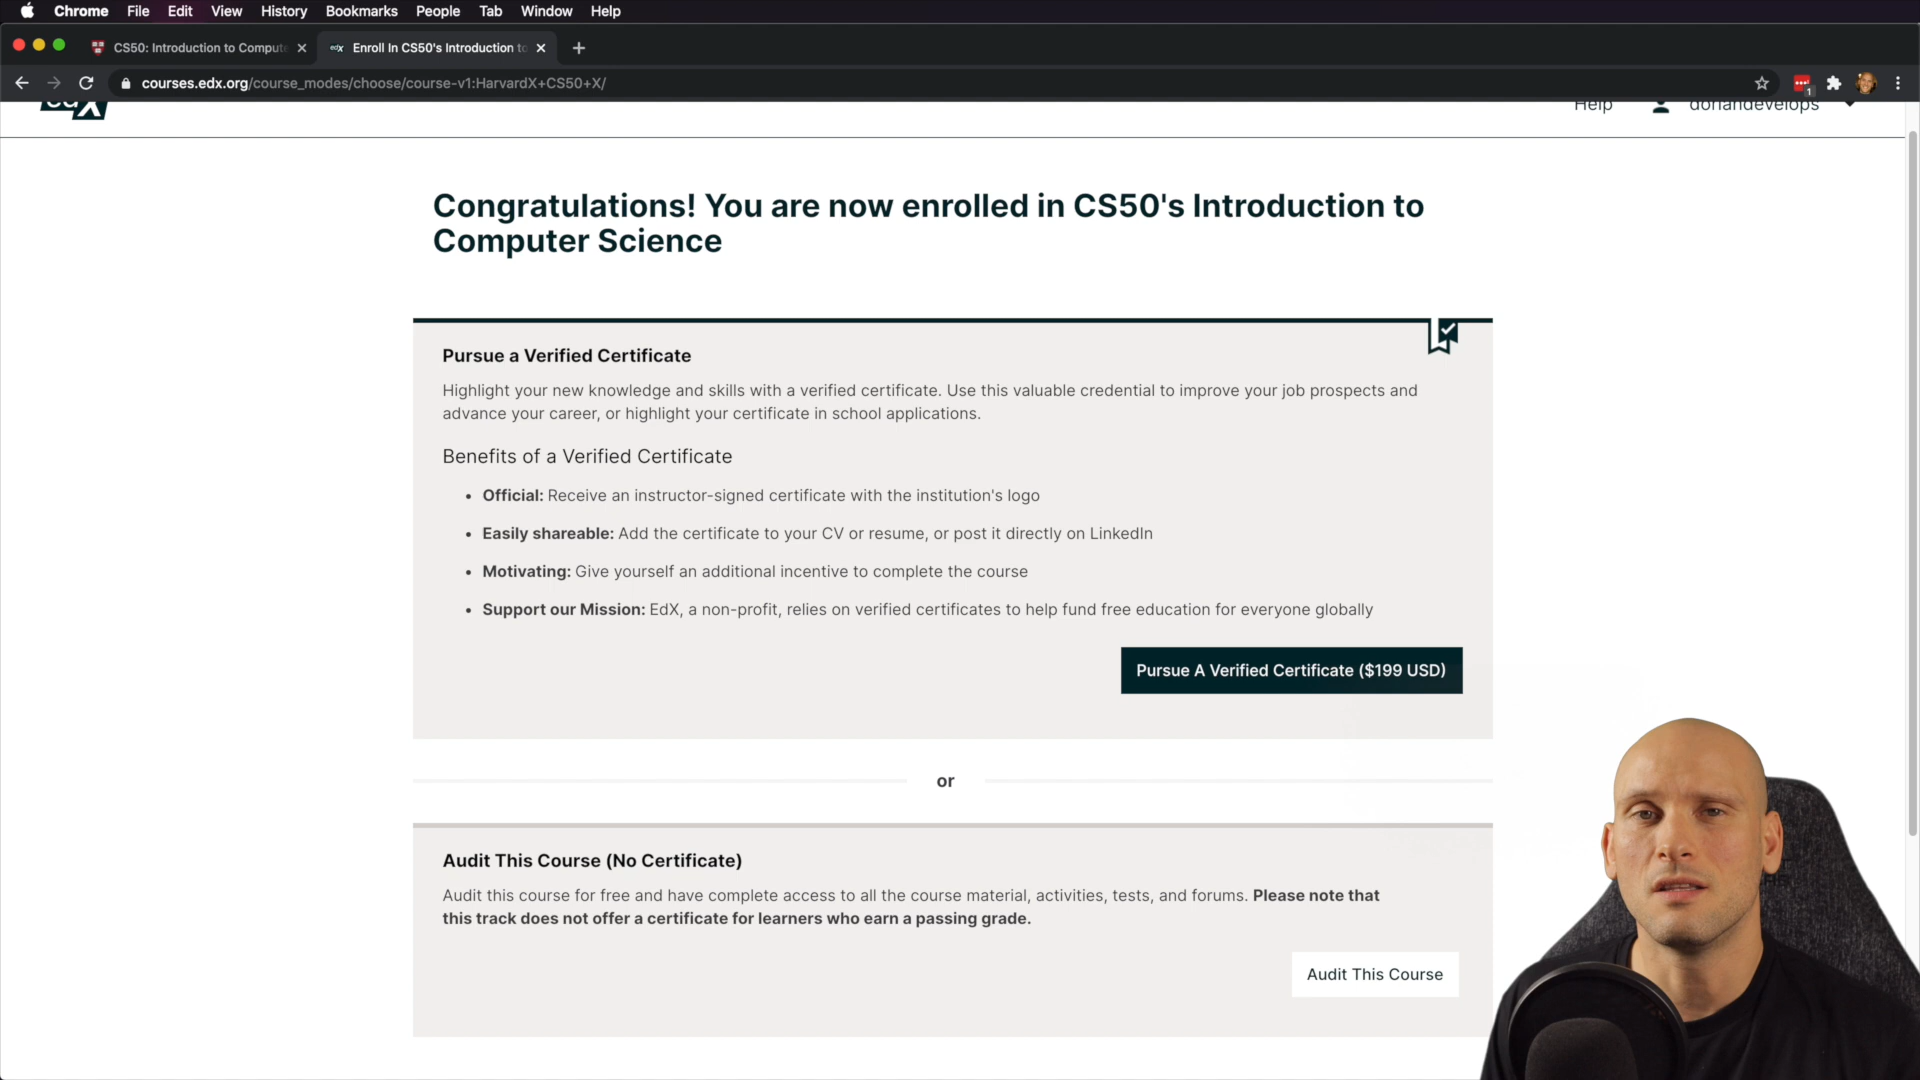 Chrome File Edit View History Bookmarks People Tab Window Help
CS50: Introduction to Compute
Enroll In CS50's Introduction to
courses.edx.org/course_modes/choose/course-v1:HarvardX+CS50+X/
1
edX
Help
doriandevelops
Congratulations! You are now enrolled in CS50's Introduction to
Computer Science
Pursue a Verified Certificate
Highlight your new knowledge and skills with a verified certificate. Use this valuable credential to improve your job prospects and
advance your career, or highlight your certificate in school applications.
Benefits of a Verified Certificate
• Official: Receive an instructor-signed certificate with the institution's logo
• Easily shareable: Add the certificate to your CV or resume, or post it directly on LinkedIn
• Motivating: Give yourself an additional incentive to complete the course
• Support our Mission: EdX, a non-profit, relies on verified certificates to help fund free education for everyone globally
Pursue A Verified Certificate ($199 USD)
or
Audit This Course (No Certificate)
Audit this course for free and have complete access to all the course material, activities, tests, and forums. Please note that
this track does not offer a certificate for learners who earn a passing grade.
Audit This Course